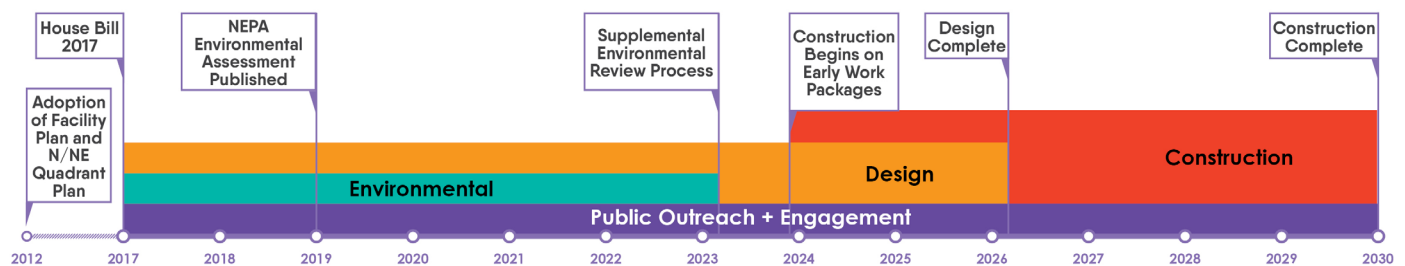 House Bill
2017
NEPA
Environmental
Assessment
Published
Supplemental
Environmental
Review Process
Construction
Begins on
Early Work
Packages
Design
Complete
Construction
Complete
Adoption
of Facility
Plan and
N/NE
Quadrant
Plan
Construction
Design
Environmental
Public Outreach + Engagement
2012 2017 2018 2019 2020 2021 2022 2023 2024 2025 2026 2027 2028 2029 2030